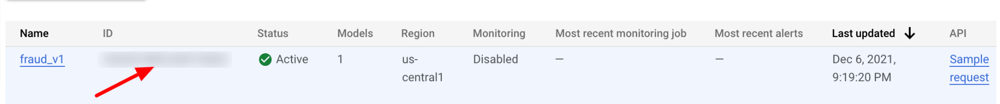 Name ID Status Models Region Monitoring Most recent monitoring job Most recent alerts Last updated API
fraud_v1 Active 1 us- Disabled — — Dec 6, 2021, Sample
central1 9:19:20 PM request